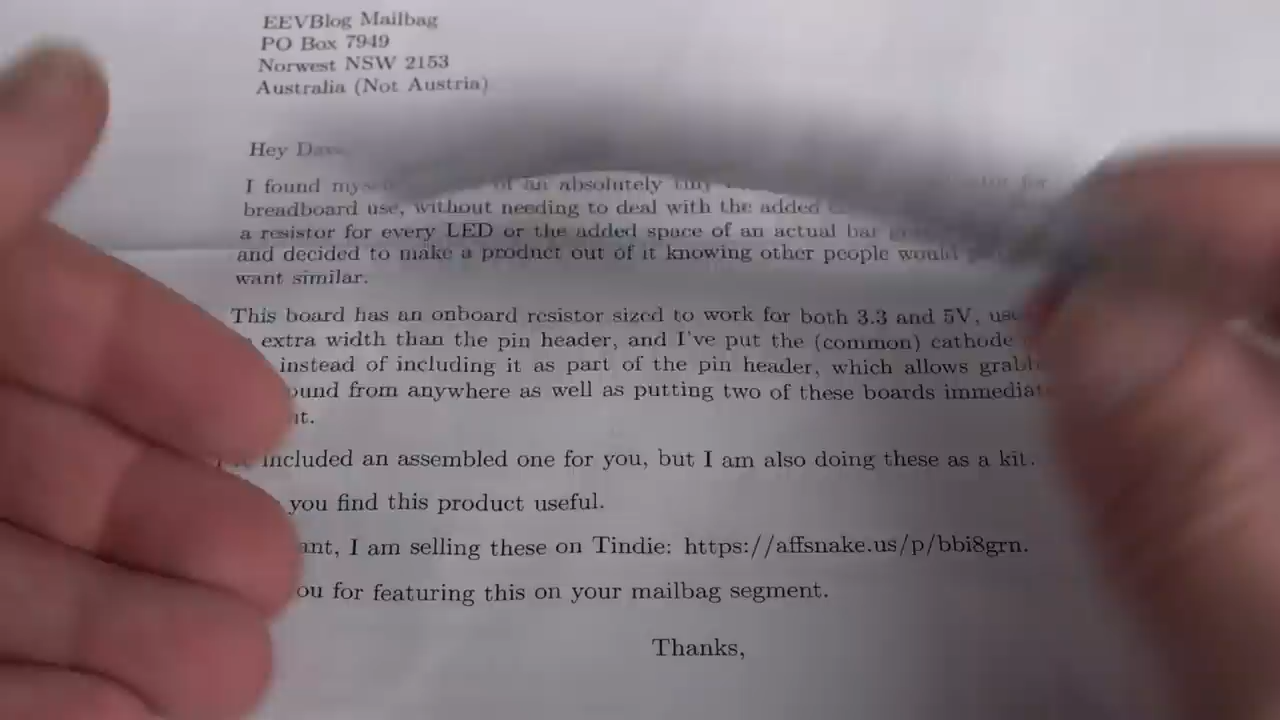 EEVBlog Mailbag
PO Box 7949
Norwest NSW 2153
Australia (Not Austria)
Hey Dave
I found of an absolutely tiny for
breadboard use, without needing to deal with the added
a resistor for every LED or the added space of an actual bar
and decided to make a product out of it knowing other people would
want similar.
This board has an onboard resistor sized to work for both 3.3 and 5V,
extra width than the pin header, and I've put the (common) cathode
instead of including it as part of the pin header, which allows
from anywhere as well as putting two of these boards
included an assembled one for you, but I am also doing these as a kit.
you find this product useful.
I am selling these on Tindie: https://affsnake.us/p/bbi8grn.
for featuring this on your mailbag segment.
Thanks,